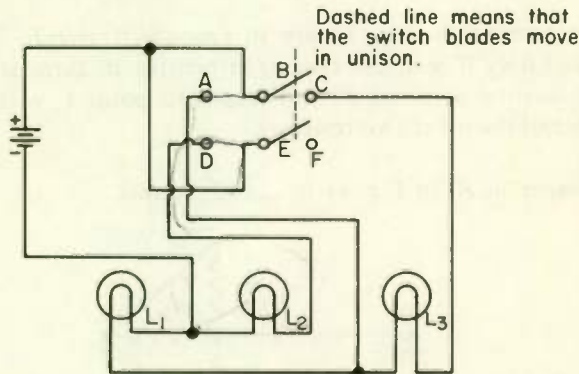 Dashed line means that
the switch blades move
in unison.
A B C
+
-
D E F
L1 L2 L3